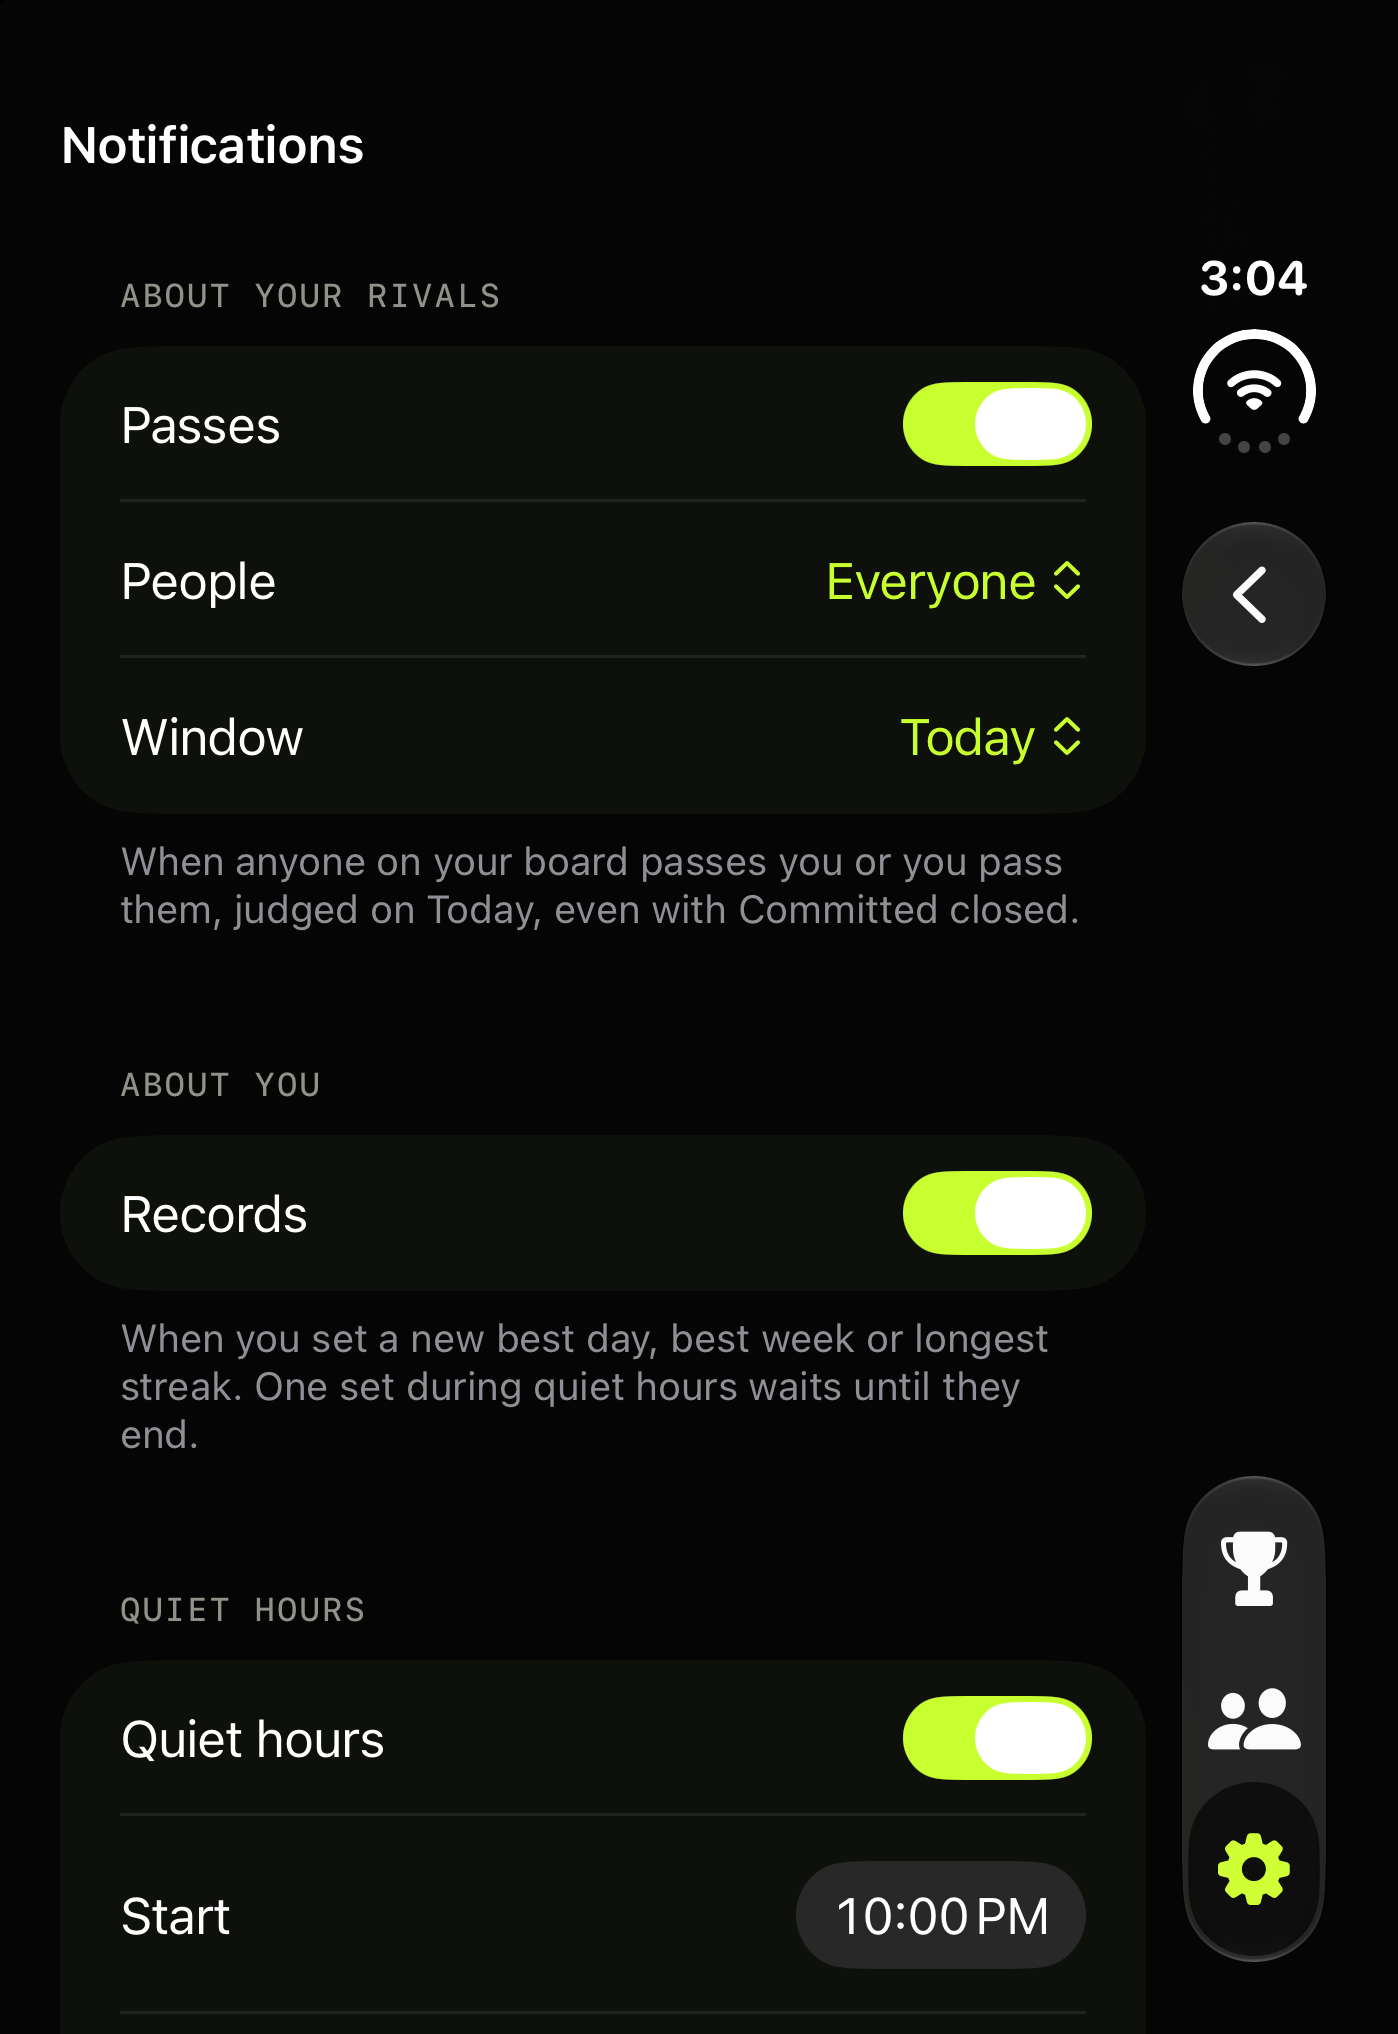 Notifications
3:04
ABOUT YOUR RIVALS
Passes
People
Everyone
Window
Today
When anyone on your board passes you or you pass
them, judged on Today, even with Committed closed.
ABOUT YOU
Records
When you set a new best day, best week or longest
streak. One set during quiet hours waits until they
end.
QUIET HOURS
Quiet hours
Start
10:00 PM